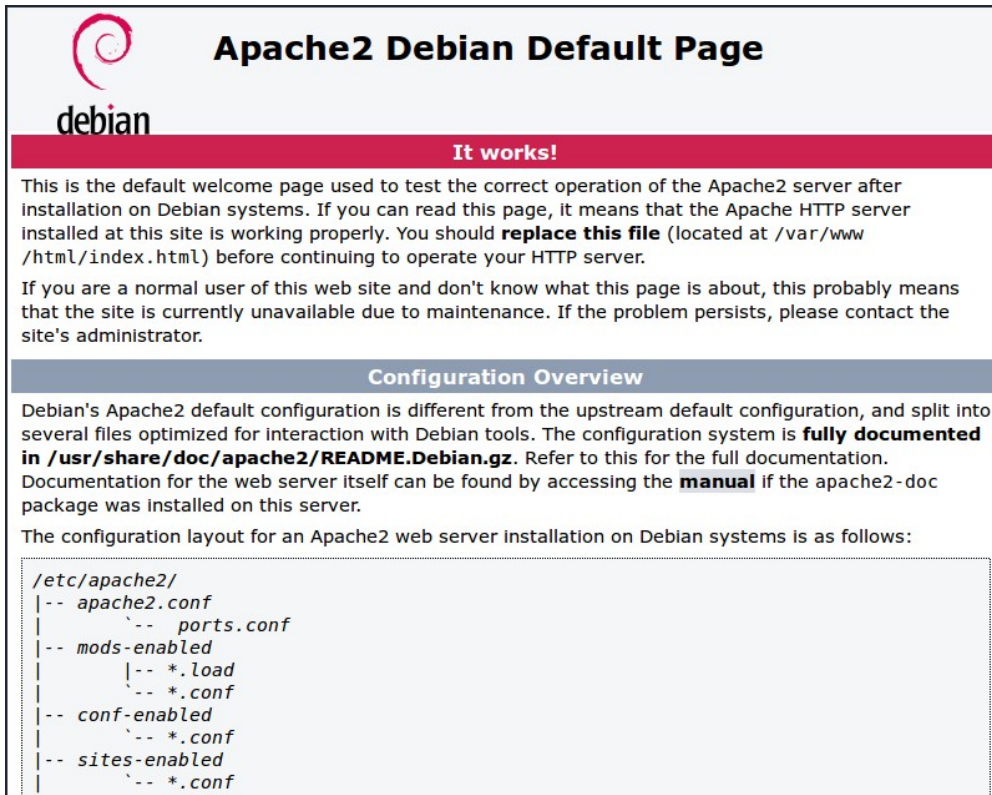 debian
Apache2 Debian Default Page
It works!
This is the default welcome page used to test the correct operation of the Apache2 server after
installation on Debian systems. If you can read this page, it means that the Apache HTTP server
installed at this site is working properly. You should replace this file (located at /var/www
/html/index.html) before continuing to operate your HTTP server.
If you are a normal user of this web site and don't know what this page is about, this probably means
that the site is currently unavailable due to maintenance. If the problem persists, please contact the
site's administrator.
Configuration Overview
Debian's Apache2 default configuration is different from the upstream default configuration, and split into
several files optimized for interaction with Debian tools. The configuration system is fully documented
in /usr/share/doc/apache2/README.Debian.gz. Refer to this for the full documentation.
Documentation for the web server itself can be found by accessing the manual if the apache2-doc
package was installed on this server.
The configuration layout for an Apache2 web server installation on Debian systems is as follows:
/etc/apache2/
|-- apache2.conf
|       `--  ports.conf
|-- mods-enabled
|       |-- *.load
|       `-- *.conf
|-- conf-enabled
|       `-- *.conf
|-- sites-enabled
|       `-- *.conf